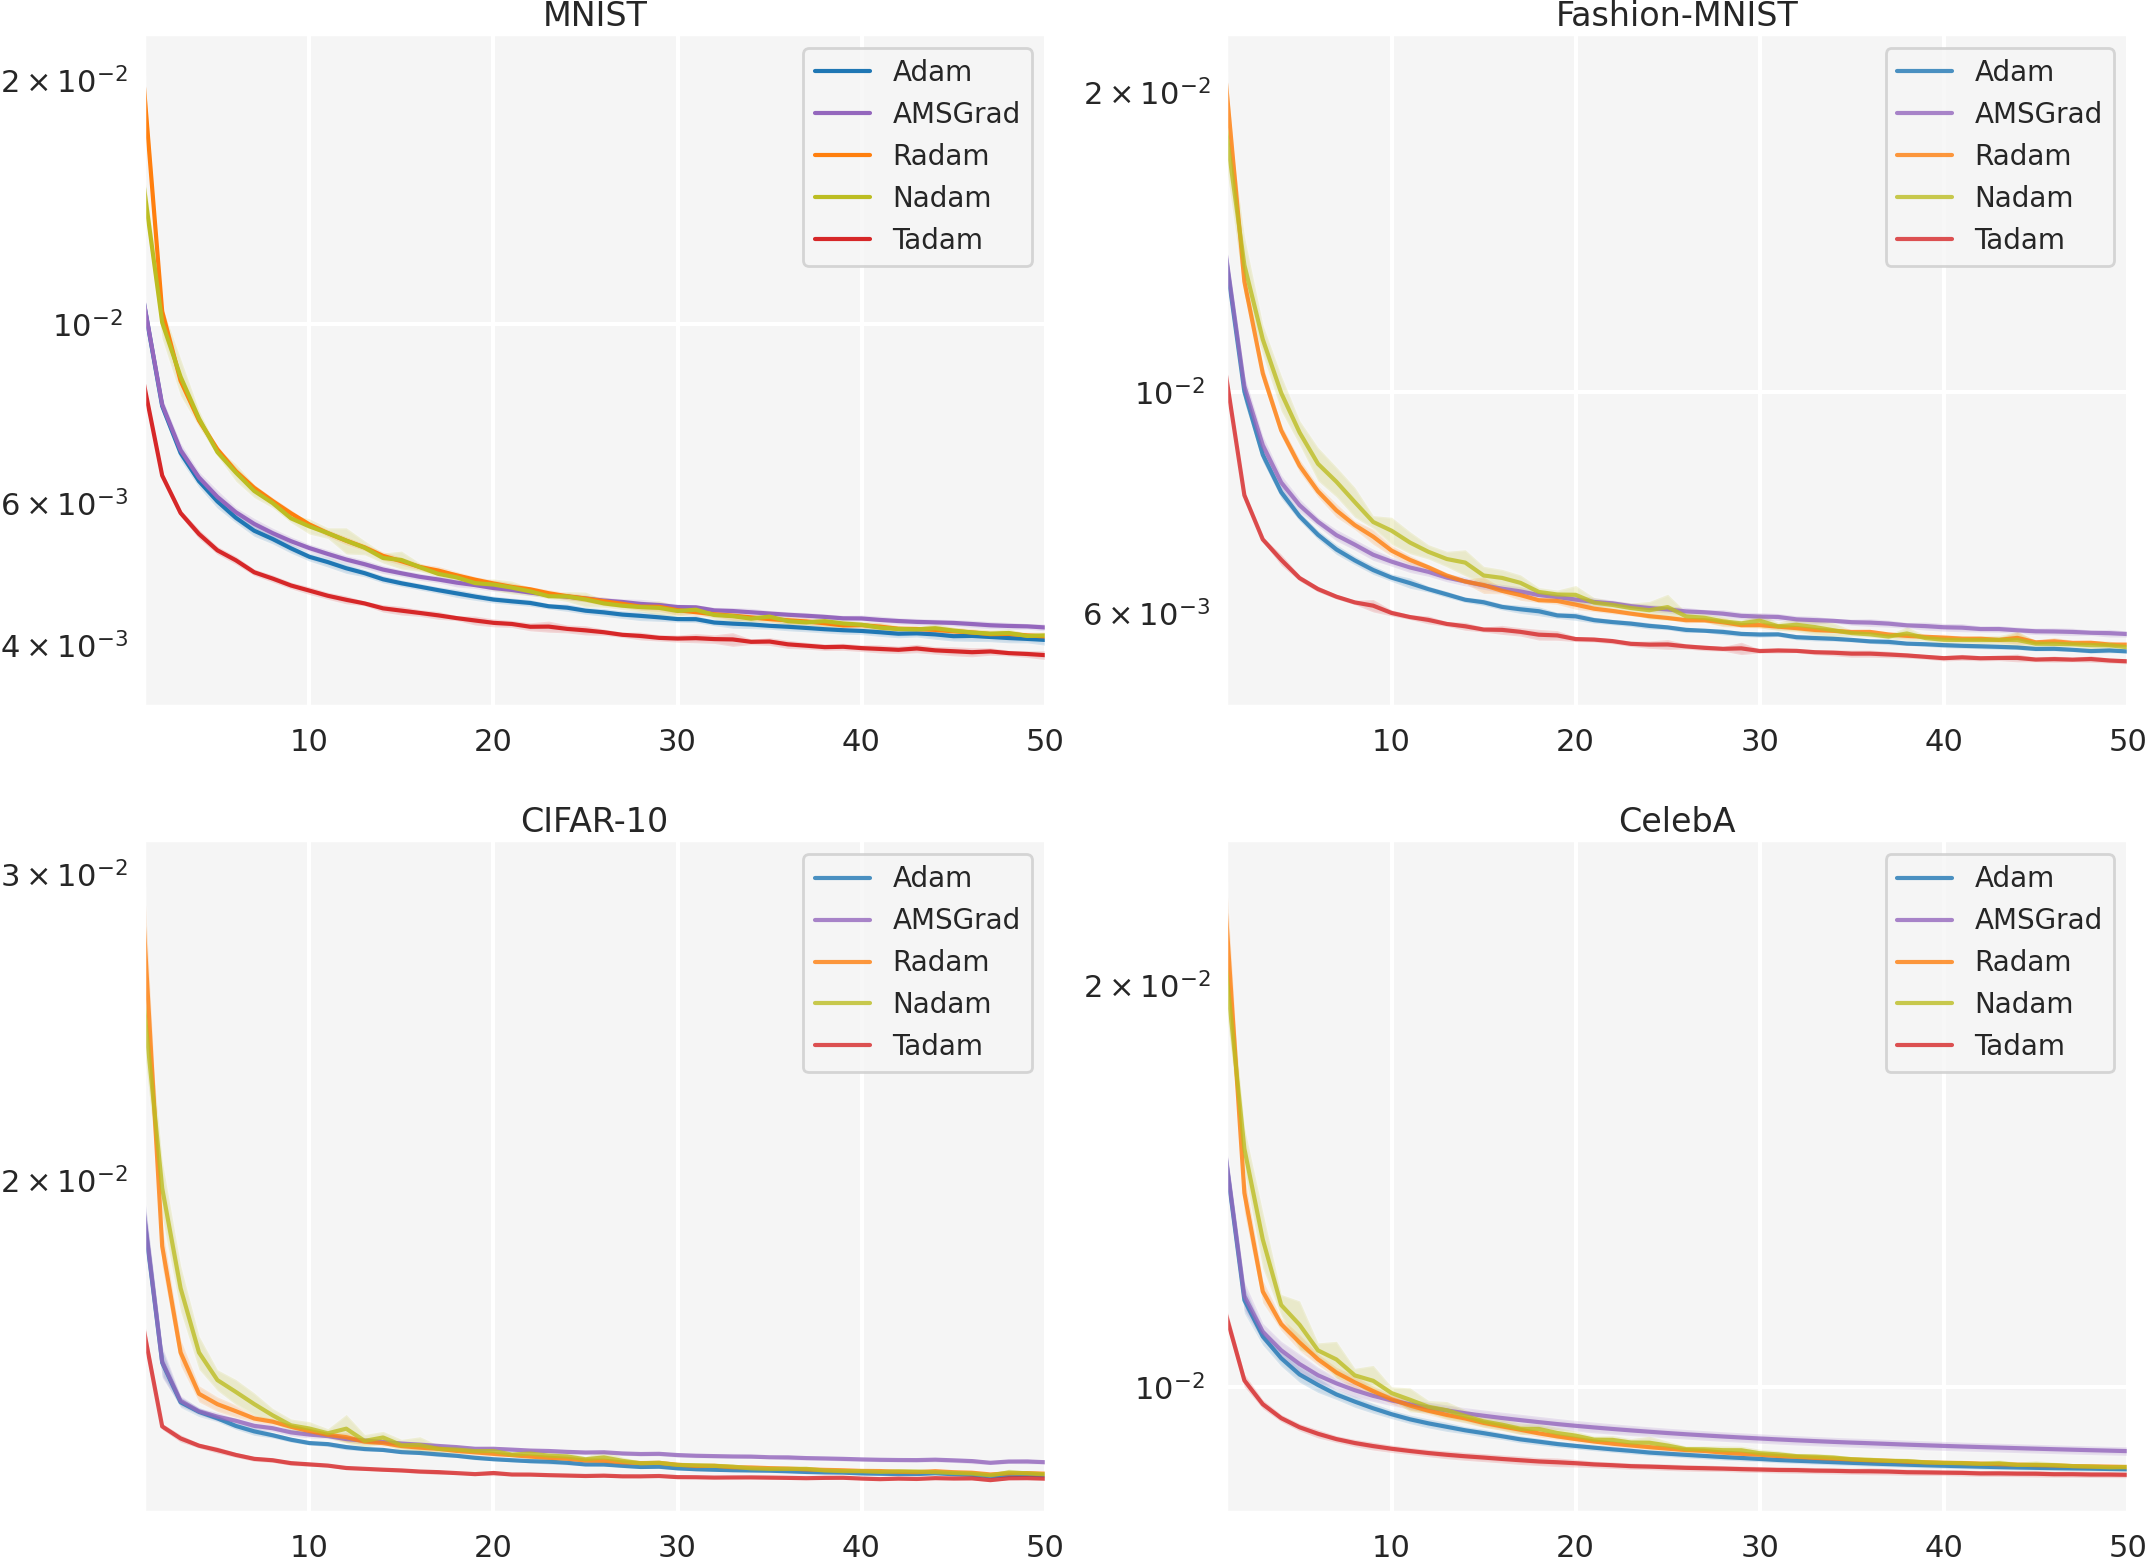 MNIST
2 × 10⁻²
10⁻²
6 × 10⁻³
4 × 10⁻³
Adam
AMSGrad
Radam
Nadam
Tadam
10 20 30 40 50
Fashion-MNIST
2 × 10⁻²
10⁻²
6 × 10⁻³
Adam
AMSGrad
Radam
Nadam
Tadam
10 20 30 40 50
CIFAR-10
3 × 10⁻²
2 × 10⁻²
Adam
AMSGrad
Radam
Nadam
Tadam
10 20 30 40 50
CelebA
2 × 10⁻²
10⁻²
Adam
AMSGrad
Radam
Nadam
Tadam
10 20 30 40 50